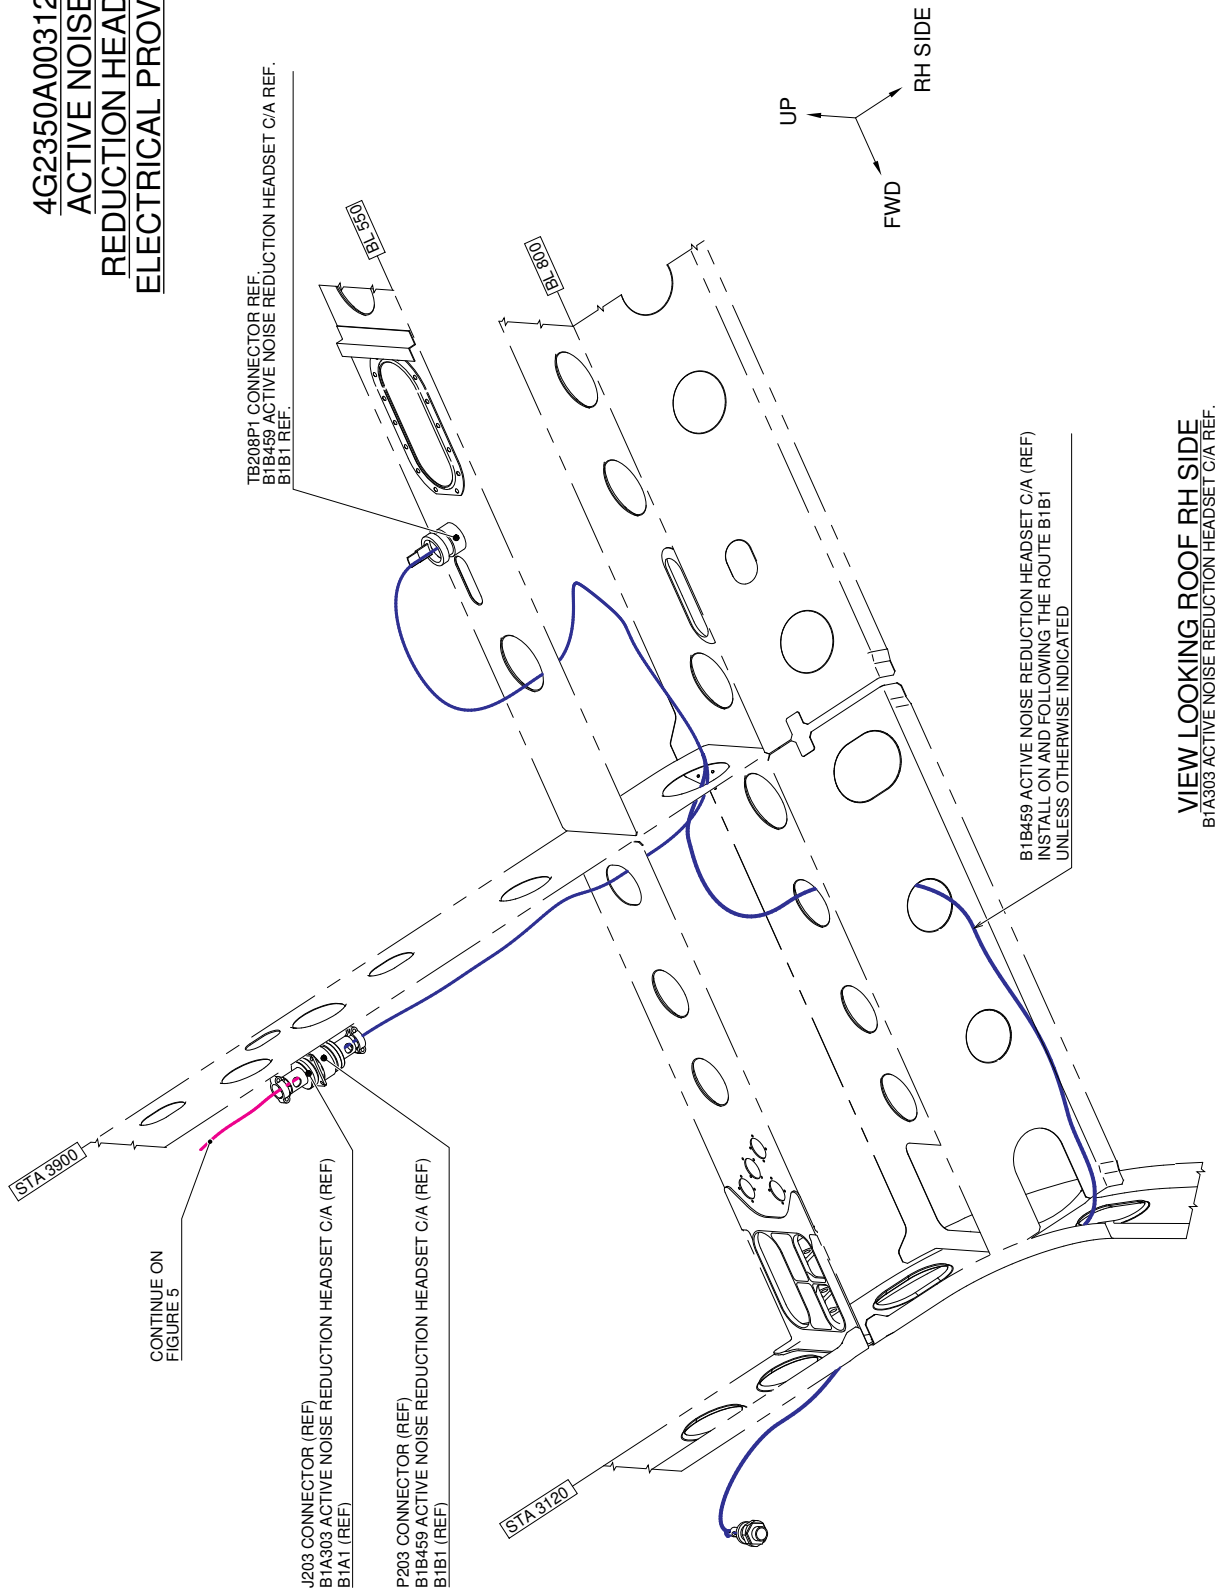 4G2350A00312
ACTIVE NOISE
REDUCTION HEAD
ELECTRICAL PROV
TB208P1 CONNECTOR REF.
B1B459 ACTIVE NOISE REDUCTION HEADSET C/A REF.
B1B1 REF.
BL 550
BL 800
UP
FWD
RH SIDE
STA 3900
CONTINUE ON
FIGURE 5
J203 CONNECTOR (REF)
B1A303 ACTIVE NOISE REDUCTION HEADSET C/A (REF)
B1A1 (REF)
P203 CONNECTOR (REF)
B1B459 ACTIVE NOISE REDUCTION HEADSET C/A (REF)
B1B1 (REF)
STA 3120
B1B459 ACTIVE NOISE REDUCTION HEADSET C/A (REF)
INSTALL ON AND FOLLOWING THE ROUTE B1B1
UNLESS OTHERWISE INDICATED
VIEW LOOKING ROOF RH SIDE
B1A303 ACTIVE NOISE REDUCTION HEADSET C/A REF.